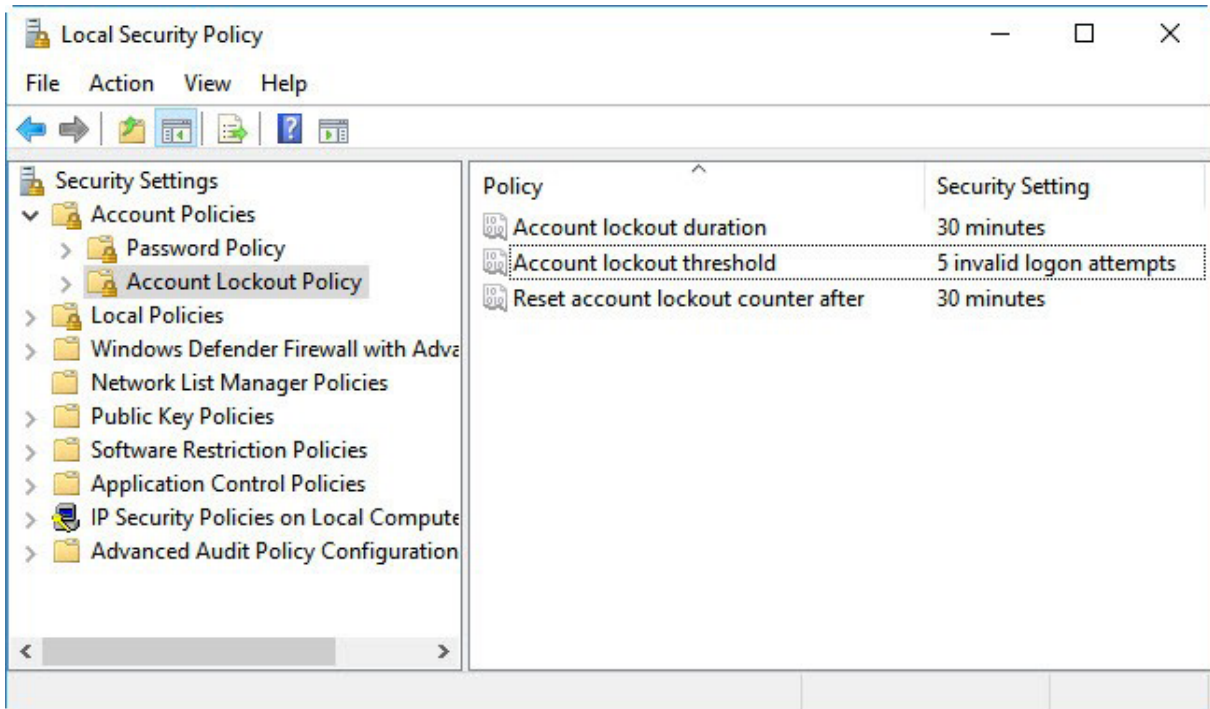 Local Security Policy
File Action View Help
Security Settings
Account Policies
Password Policy
Account Lockout Policy
Local Policies
Windows Defender Firewall with Adva
Network List Manager Policies
Public Key Policies
Software Restriction Policies
Application Control Policies
IP Security Policies on Local Compute
Advanced Audit Policy Configuration
Policy Security Setting
Account lockout duration 30 minutes
Account lockout threshold 5 invalid logon attempts
Reset account lockout counter after 30 minutes